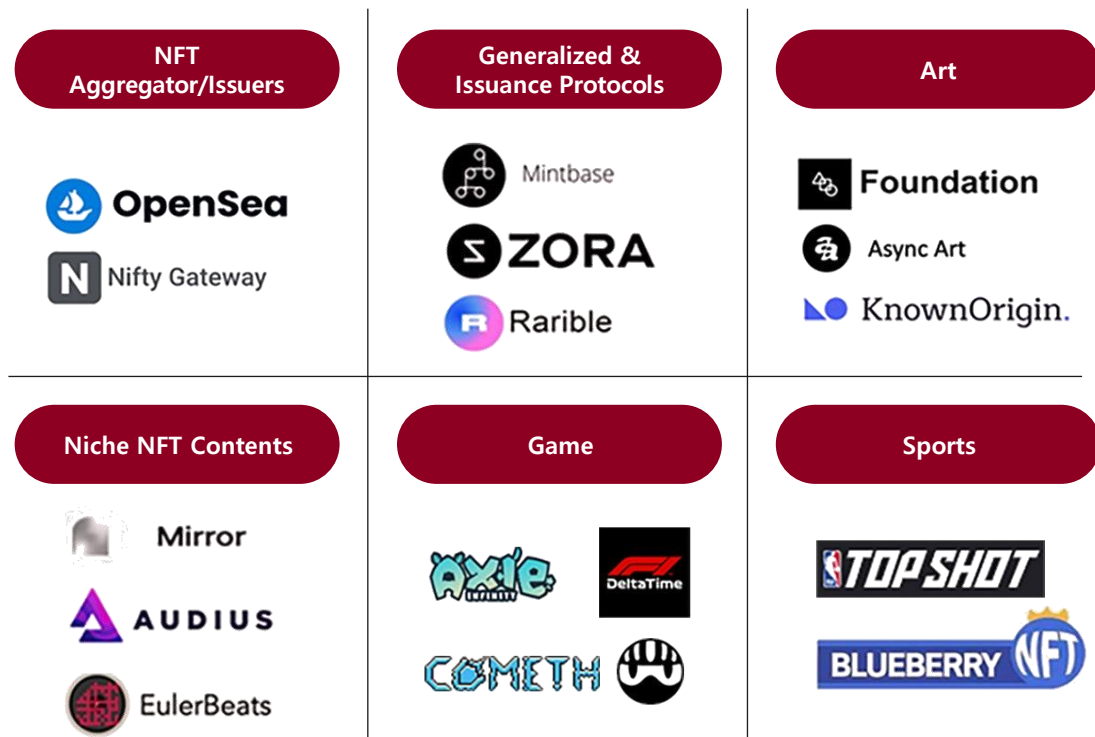 NFT
Aggregator/Issuers
Generalized &
Issuance Protocols
Art
OpenSea
N Nifty Gateway
Mintbase
ZORA
R Rarible
Foundation
a Async Art
KnownOrigin.
Niche NFT Contents
Game
Sports
Mirror
AUDIUS
EulerBeats
AXIE
INFINITY
F1
DeltaTime
COMETH
TOP SHOT
BLUEBERRY NFT